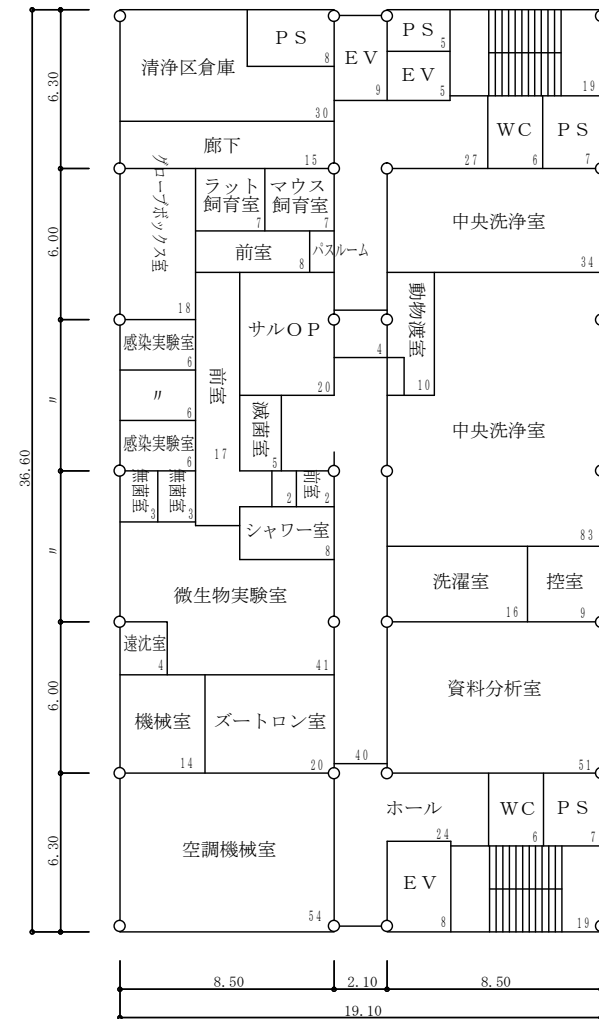 6.30
6.00
〃
36.60
〃
6.00
6.30
ＰＳ
8
清浄区倉庫
30
ＥＶ
9
ＰＳ
5
ＥＶ
5
19
廊下
15
27
ＷＣ
6
ＰＳ
7
グローブボックス室
18
ラット
飼育室
7
マウス
飼育室
7
前室
8
パスルーム
中央洗浄室
34
感染実験室
6
〃
6
感染実験室
6
前室
17
サルＯＰ
20
滅菌室
5
4
動物渡室
10
中央洗浄室
83
無菌室
3
無菌室
3
2
前室
2
シャワー室
8
微生物実験室
41
洗濯室
16
控室
9
遠沈室
4
機械室
14
ズートロン室
20
40
資料分析室
51
空調機械室
54
ホール
24
ＷＣ
6
ＰＳ
7
ＥＶ
8
19
8.50
2.10
8.50
19.10